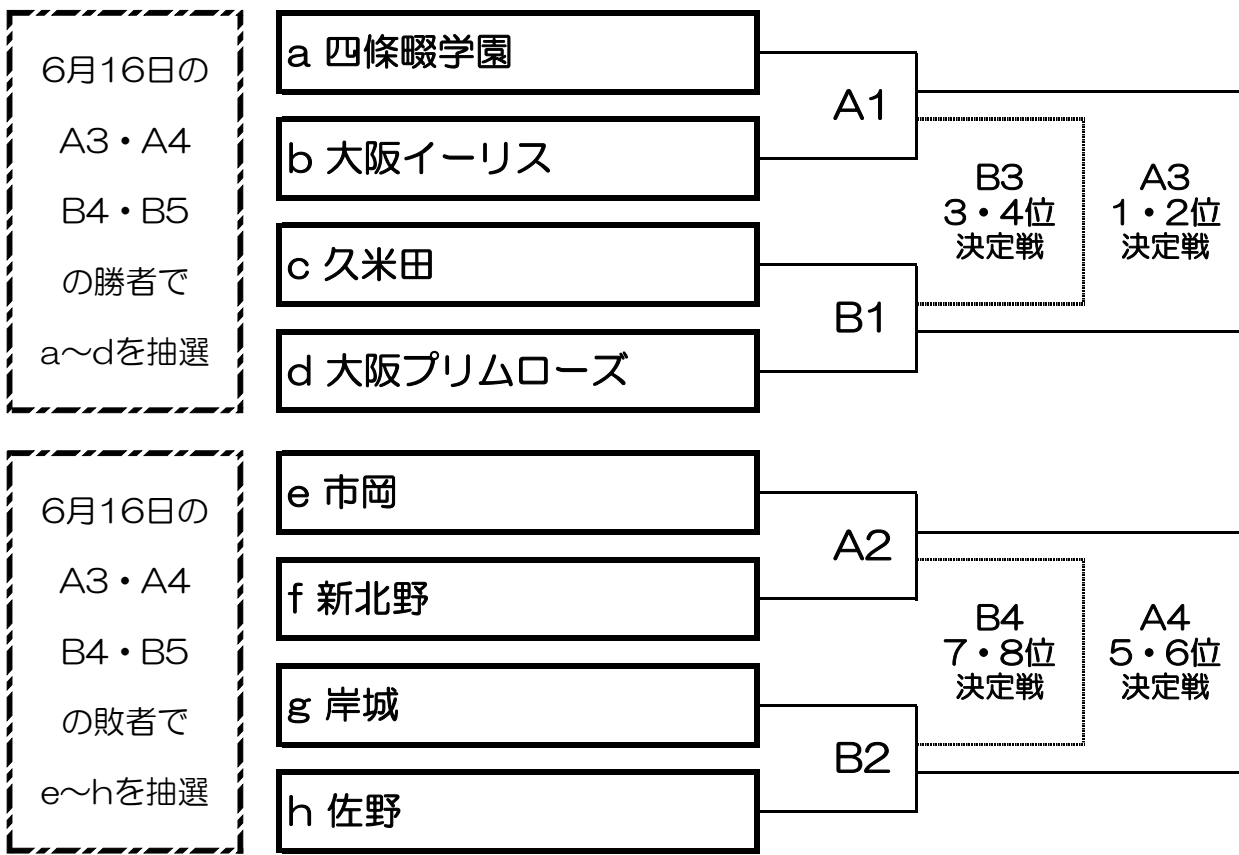 6月16日の
A3・A4
B4・B5
の勝者で
a～dを抽選
a 四條畷学園
b 大阪イーリス
c 久米田
d 大阪プリムローズ
A1
B1
B3
3・4位
決定戦
A3
1・2位
決定戦
6月16日の
A3・A4
B4・B5
の敗者で
e～hを抽選
e 市岡
f 新北野
g 岸城
h 佐野
A2
B2
B4
7・8位
決定戦
A4
5・6位
決定戦